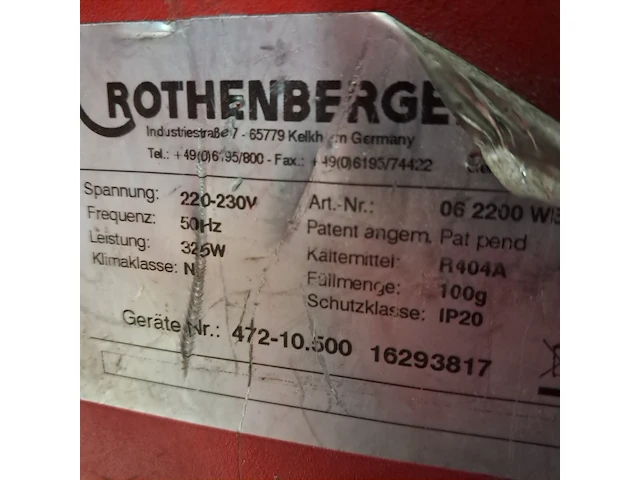 ROTHENBERGE
Industriestraße 7 - 65779 Kelkh m Germany
Tel.: +49(0)6195/800 - Fax.: +49(0)6195/74422
Spannung: 220-230V
Frequenz: 50Hz
Leistung: 325W
Klimaklasse: N
Art.-Nr.: 06 2200
Patent angem. Pat pend
Kältemittel: R404A
Füllmenge: 100g
Schutzklasse: IP20
Geräte Nr.: 472-10.500 16293817